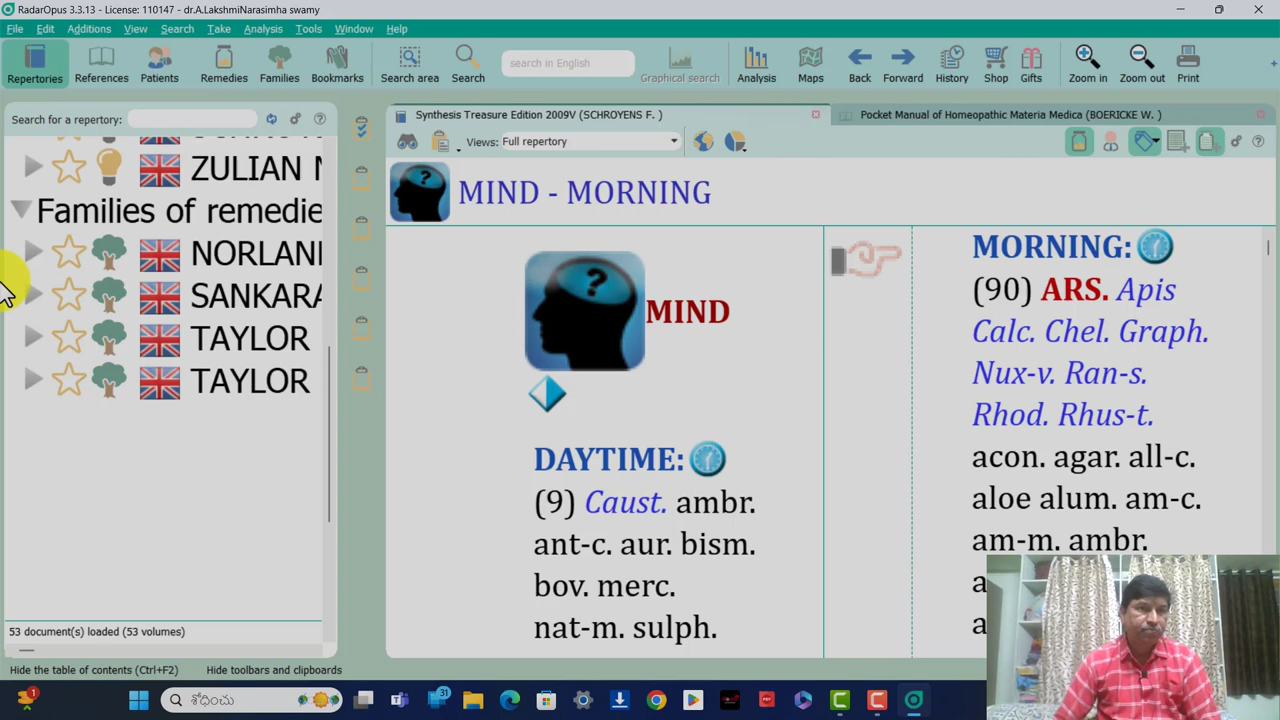 RadarOpus 3.3.13 - License: 110147 - dr.A.LakshmiNarasimha swamy
File Edit Additions View Search Take Analysis Tools Window Help
Repertories References Patients Remedies Families Bookmarks Search area Search search in English Graphical search Analysis Maps Back Forward History Shop Gifts Zoom in Zoom out Print
Search for a repertory:
ZULIAN
Families of remedie
NORLAN
SANKARA
TAYLOR
TAYLOR
53 document(s) loaded (53 volumes)
Synthesis Treasure Edition 2009V (SCHROYENS F. )
Pocket Manual of Homeopathic Materia Medica (BOERICKE W. )
Views: Full repertory
MIND - MORNING
MIND
DAYTIME:
(9) Caust. ambr.
ant-c. aur. bism.
bov. merc.
nat-m. sulph.
MORNING:
(90) ARS. Apis
Calc. Chel. Graph.
Nux-v. Ran-s.
Rhod. Rhus-t.
acon. agar. all-c.
aloe alum. am-c.
am-m. ambr.
Hide the table of contents (Ctrl+F2) Hide toolbars and clipboards
1
శోధించు
31